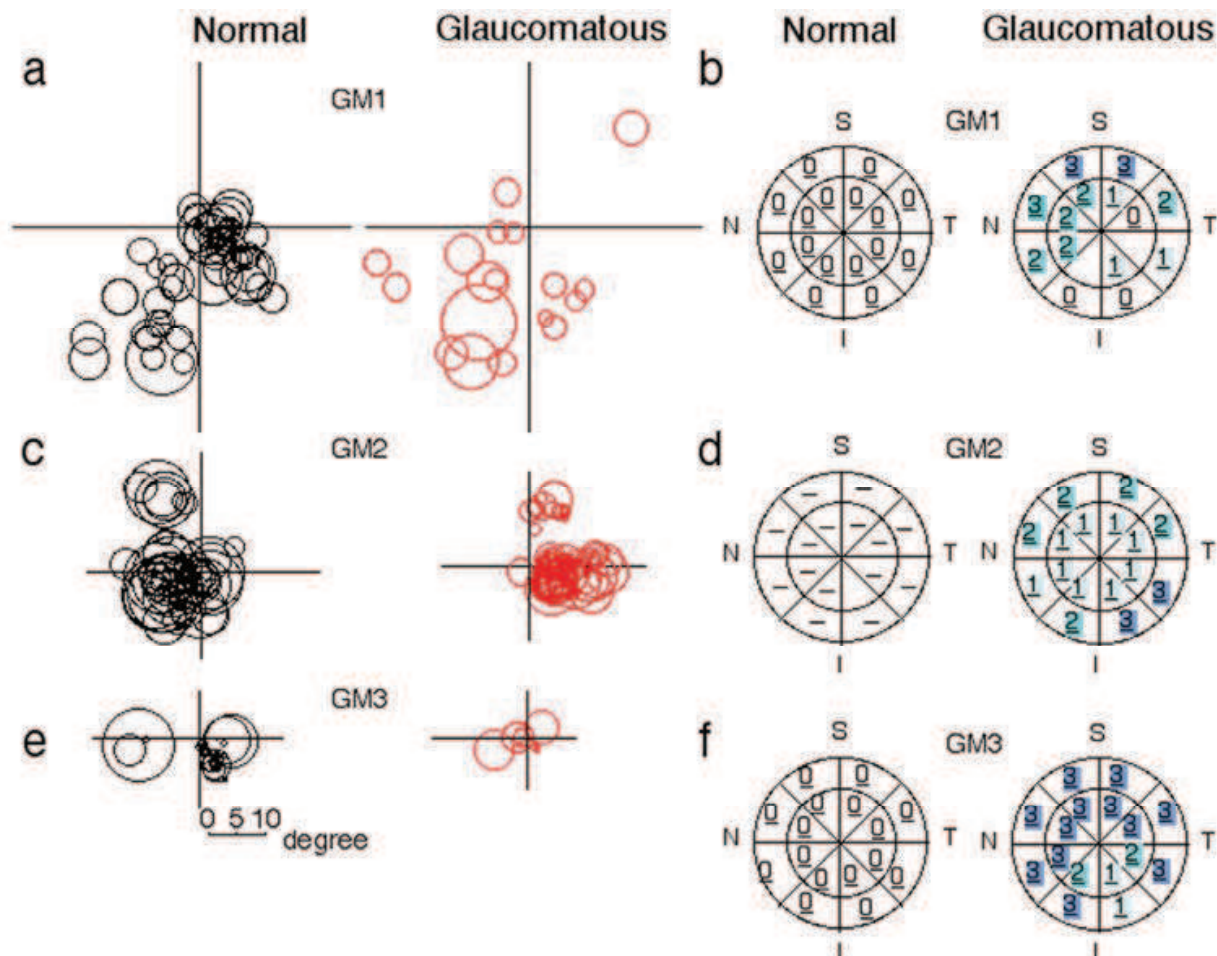 Normal Glaucomatous
a
GM1
c
GM2
e
GM3
0 5 10
degree
Normal Glaucomatous
b
GM1
S
N
T
I
0 0
0 0
0 0
0 0
0 0
0 0
0 0
0 0
S
N
T
I
3 3
2 1
3 2
2 0
2
2 1
1
0 0
d
GM2
S
N
T
I
– –
– –
– –
– –
– –
– –
– –
– –
S
N
T
I
2 2
2 2
1 1
1 1
1 1
1 1
1 3
2 3
f
GM3
S
N
T
I
0 0
0 0
0 0
0 0
0 0
0 0
0 0
0 0
S
N
T
I
3 3
3 3
3 3
3 3
3 2
2 1
3 3
3 1